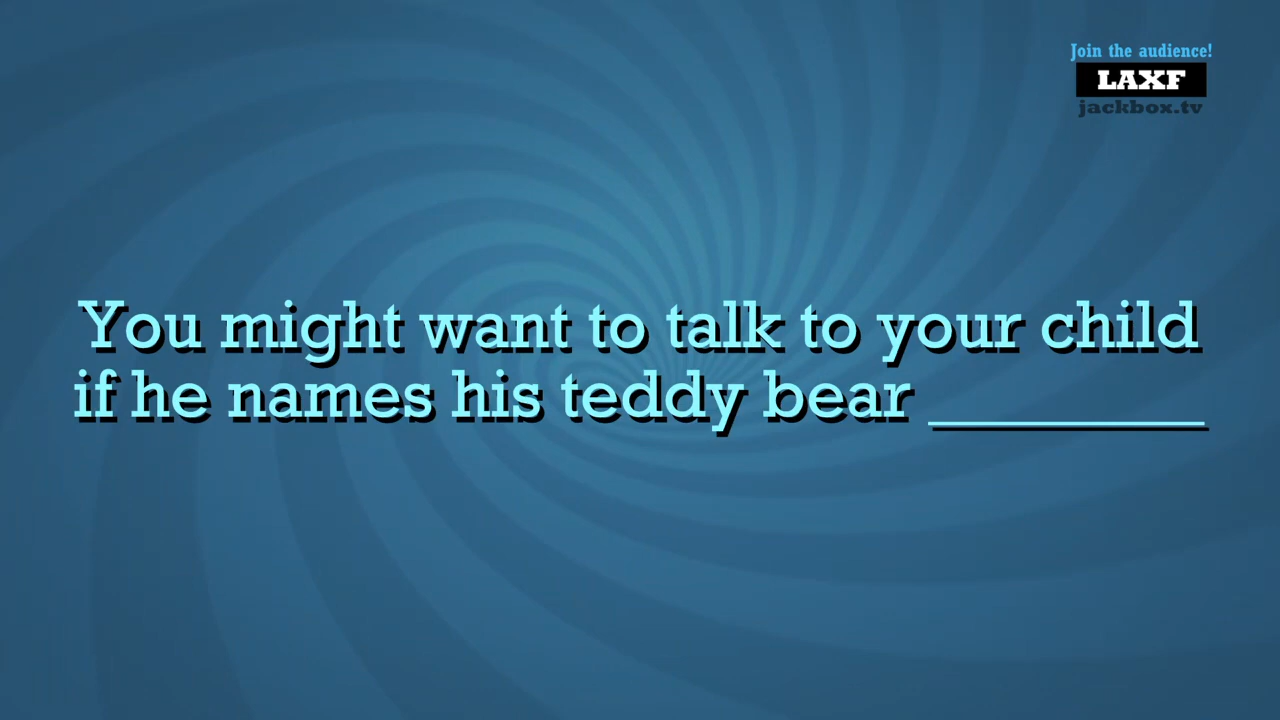 Join the audience!
LAXF
jackbox.tv
You might want to talk to your child
if he names his teddy bear __________